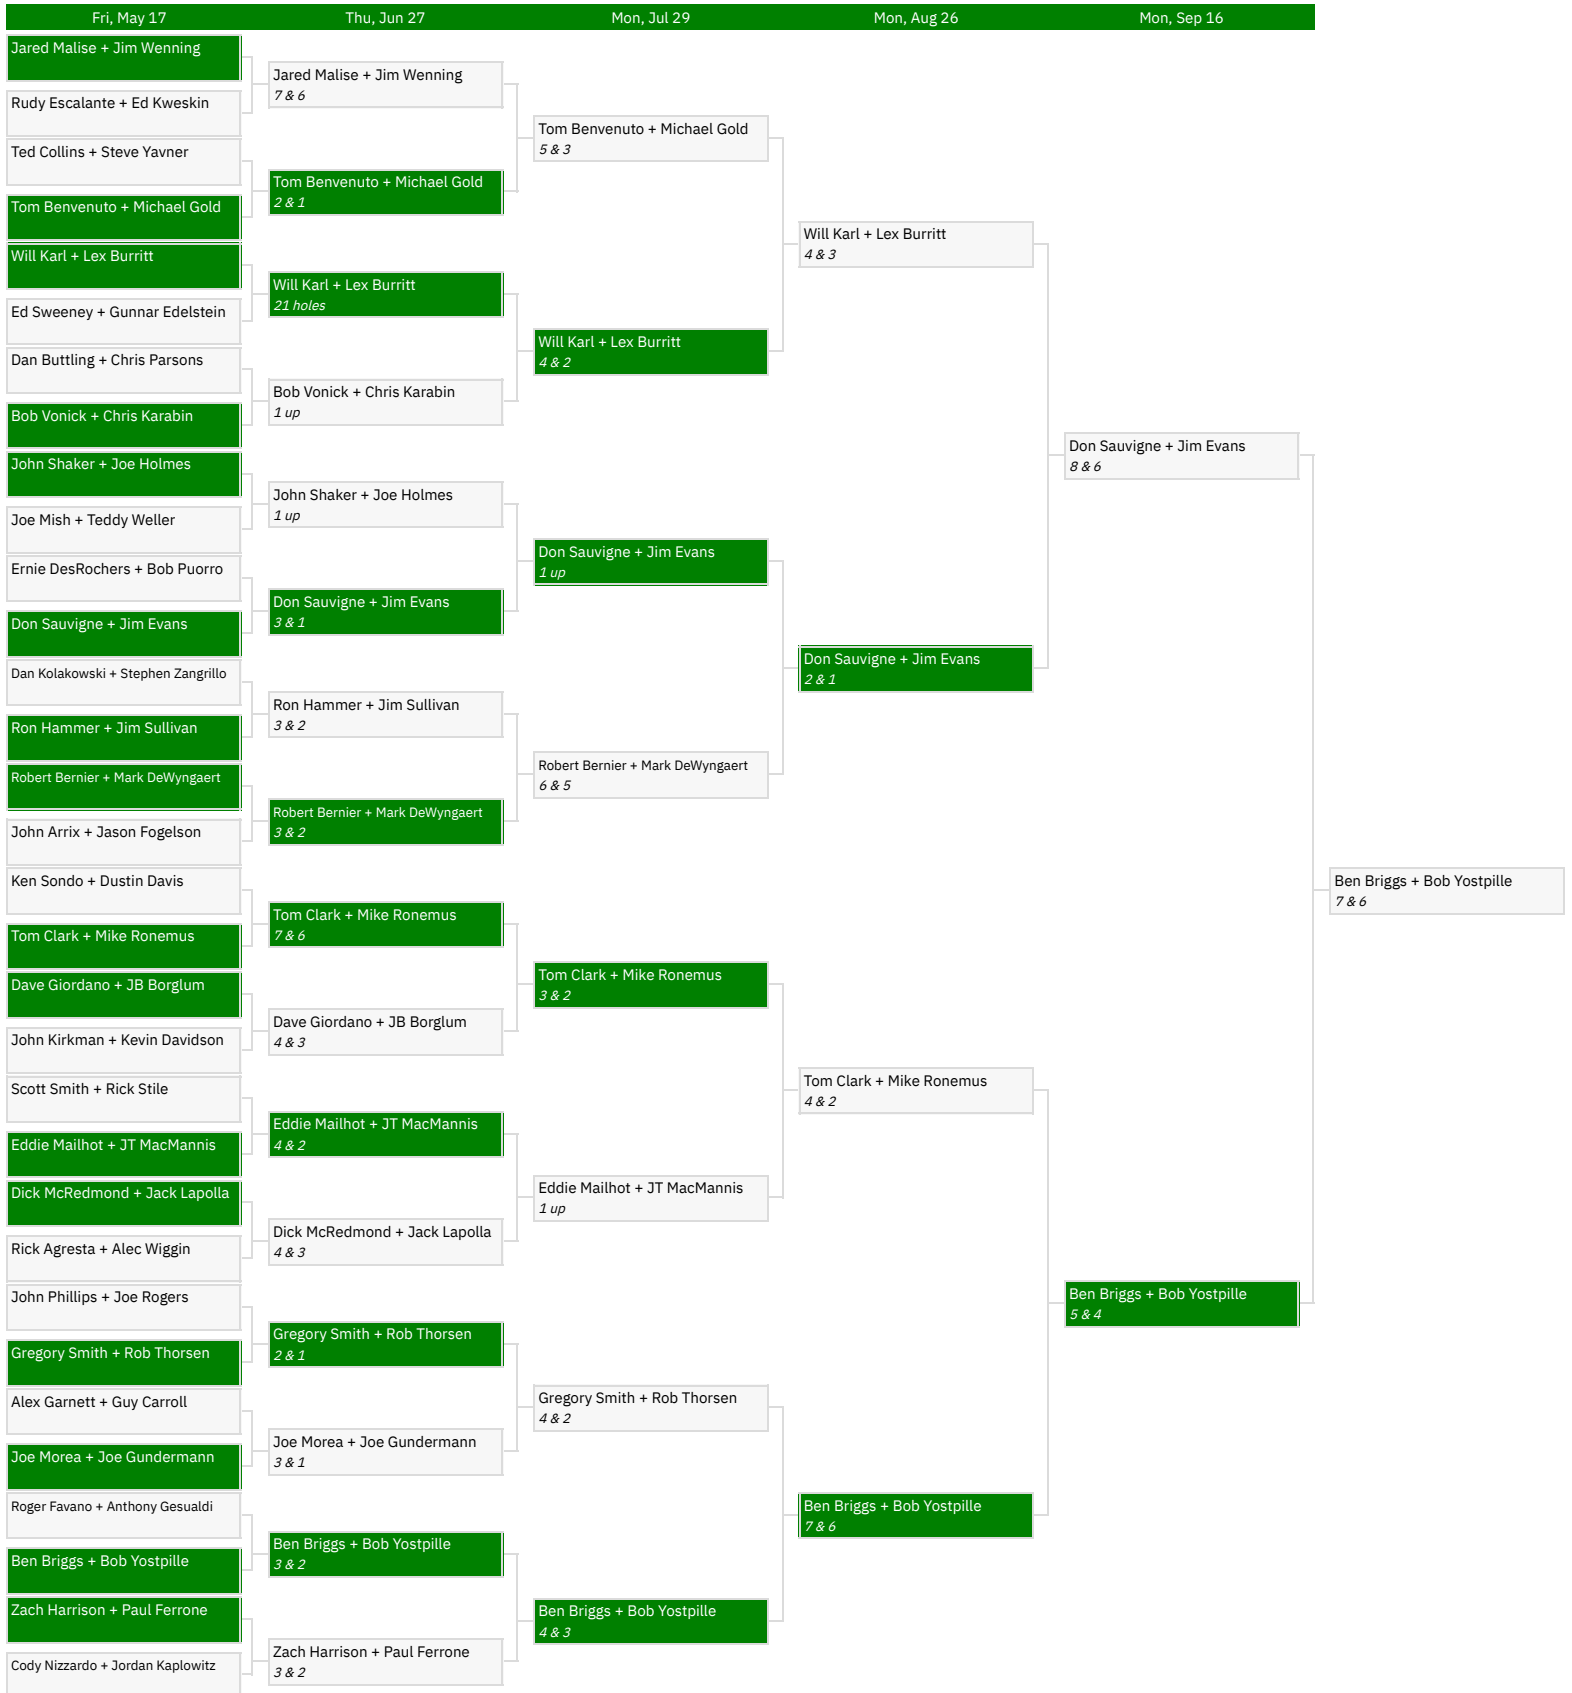 Fri, May 17
Thu, Jun 27
Mon, Jul 29
Mon, Aug 26
Mon, Sep 16
Jared Malise + Jim Wenning
Rudy Escalante + Ed Kweskin
Ted Collins + Steve Yavner
Tom Benvenuto + Michael Gold
Will Karl + Lex Burritt
Ed Sweeney + Gunnar Edelstein
Dan Buttling + Chris Parsons
Bob Vonick + Chris Karabin
John Shaker + Joe Holmes
Joe Mish + Teddy Weller
Ernie DesRochers + Bob Puorro
Don Sauvigne + Jim Evans
Dan Kolakowski + Stephen Zangrillo
Ron Hammer + Jim Sullivan
Robert Bernier + Mark DeWyngaert
John Arrix + Jason Fogelson
Ken Sondo + Dustin Davis
Tom Clark + Mike Ronemus
Dave Giordano + JB Borglum
John Kirkman + Kevin Davidson
Scott Smith + Rick Stile
Eddie Mailhot + JT MacMannis
Dick McRedmond + Jack Lapolla
Rick Agresta + Alec Wiggin
John Phillips + Joe Rogers
Gregory Smith + Rob Thorsen
Alex Garnett + Guy Carroll
Joe Morea + Joe Gundermann
Roger Favano + Anthony Gesualdi
Ben Briggs + Bob Yostpille
Zach Harrison + Paul Ferrone
Cody Nizzardo + Jordan Kaplowitz
Jared Malise + Jim Wenning
7 & 6
Tom Benvenuto + Michael Gold
2 & 1
Will Karl + Lex Burritt
21 holes
Bob Vonick + Chris Karabin
1 up
John Shaker + Joe Holmes
1 up
Don Sauvigne + Jim Evans
3 & 1
Ron Hammer + Jim Sullivan
3 & 2
Robert Bernier + Mark DeWyngaert
3 & 2
Tom Clark + Mike Ronemus
7 & 6
Dave Giordano + JB Borglum
4 & 3
Eddie Mailhot + JT MacMannis
4 & 2
Dick McRedmond + Jack Lapolla
4 & 3
Gregory Smith + Rob Thorsen
2 & 1
Joe Morea + Joe Gundermann
3 & 1
Ben Briggs + Bob Yostpille
3 & 2
Zach Harrison + Paul Ferrone
3 & 2
Tom Benvenuto + Michael Gold
5 & 3
Will Karl + Lex Burritt
4 & 2
Don Sauvigne + Jim Evans
1 up
Robert Bernier + Mark DeWyngaert
6 & 5
Tom Clark + Mike Ronemus
3 & 2
Eddie Mailhot + JT MacMannis
1 up
Gregory Smith + Rob Thorsen
4 & 2
Ben Briggs + Bob Yostpille
4 & 3
Will Karl + Lex Burritt
4 & 3
Don Sauvigne + Jim Evans
2 & 1
Tom Clark + Mike Ronemus
4 & 2
Ben Briggs + Bob Yostpille
7 & 6
Don Sauvigne + Jim Evans
8 & 6
Ben Briggs + Bob Yostpille
5 & 4
Ben Briggs + Bob Yostpille
7 & 6